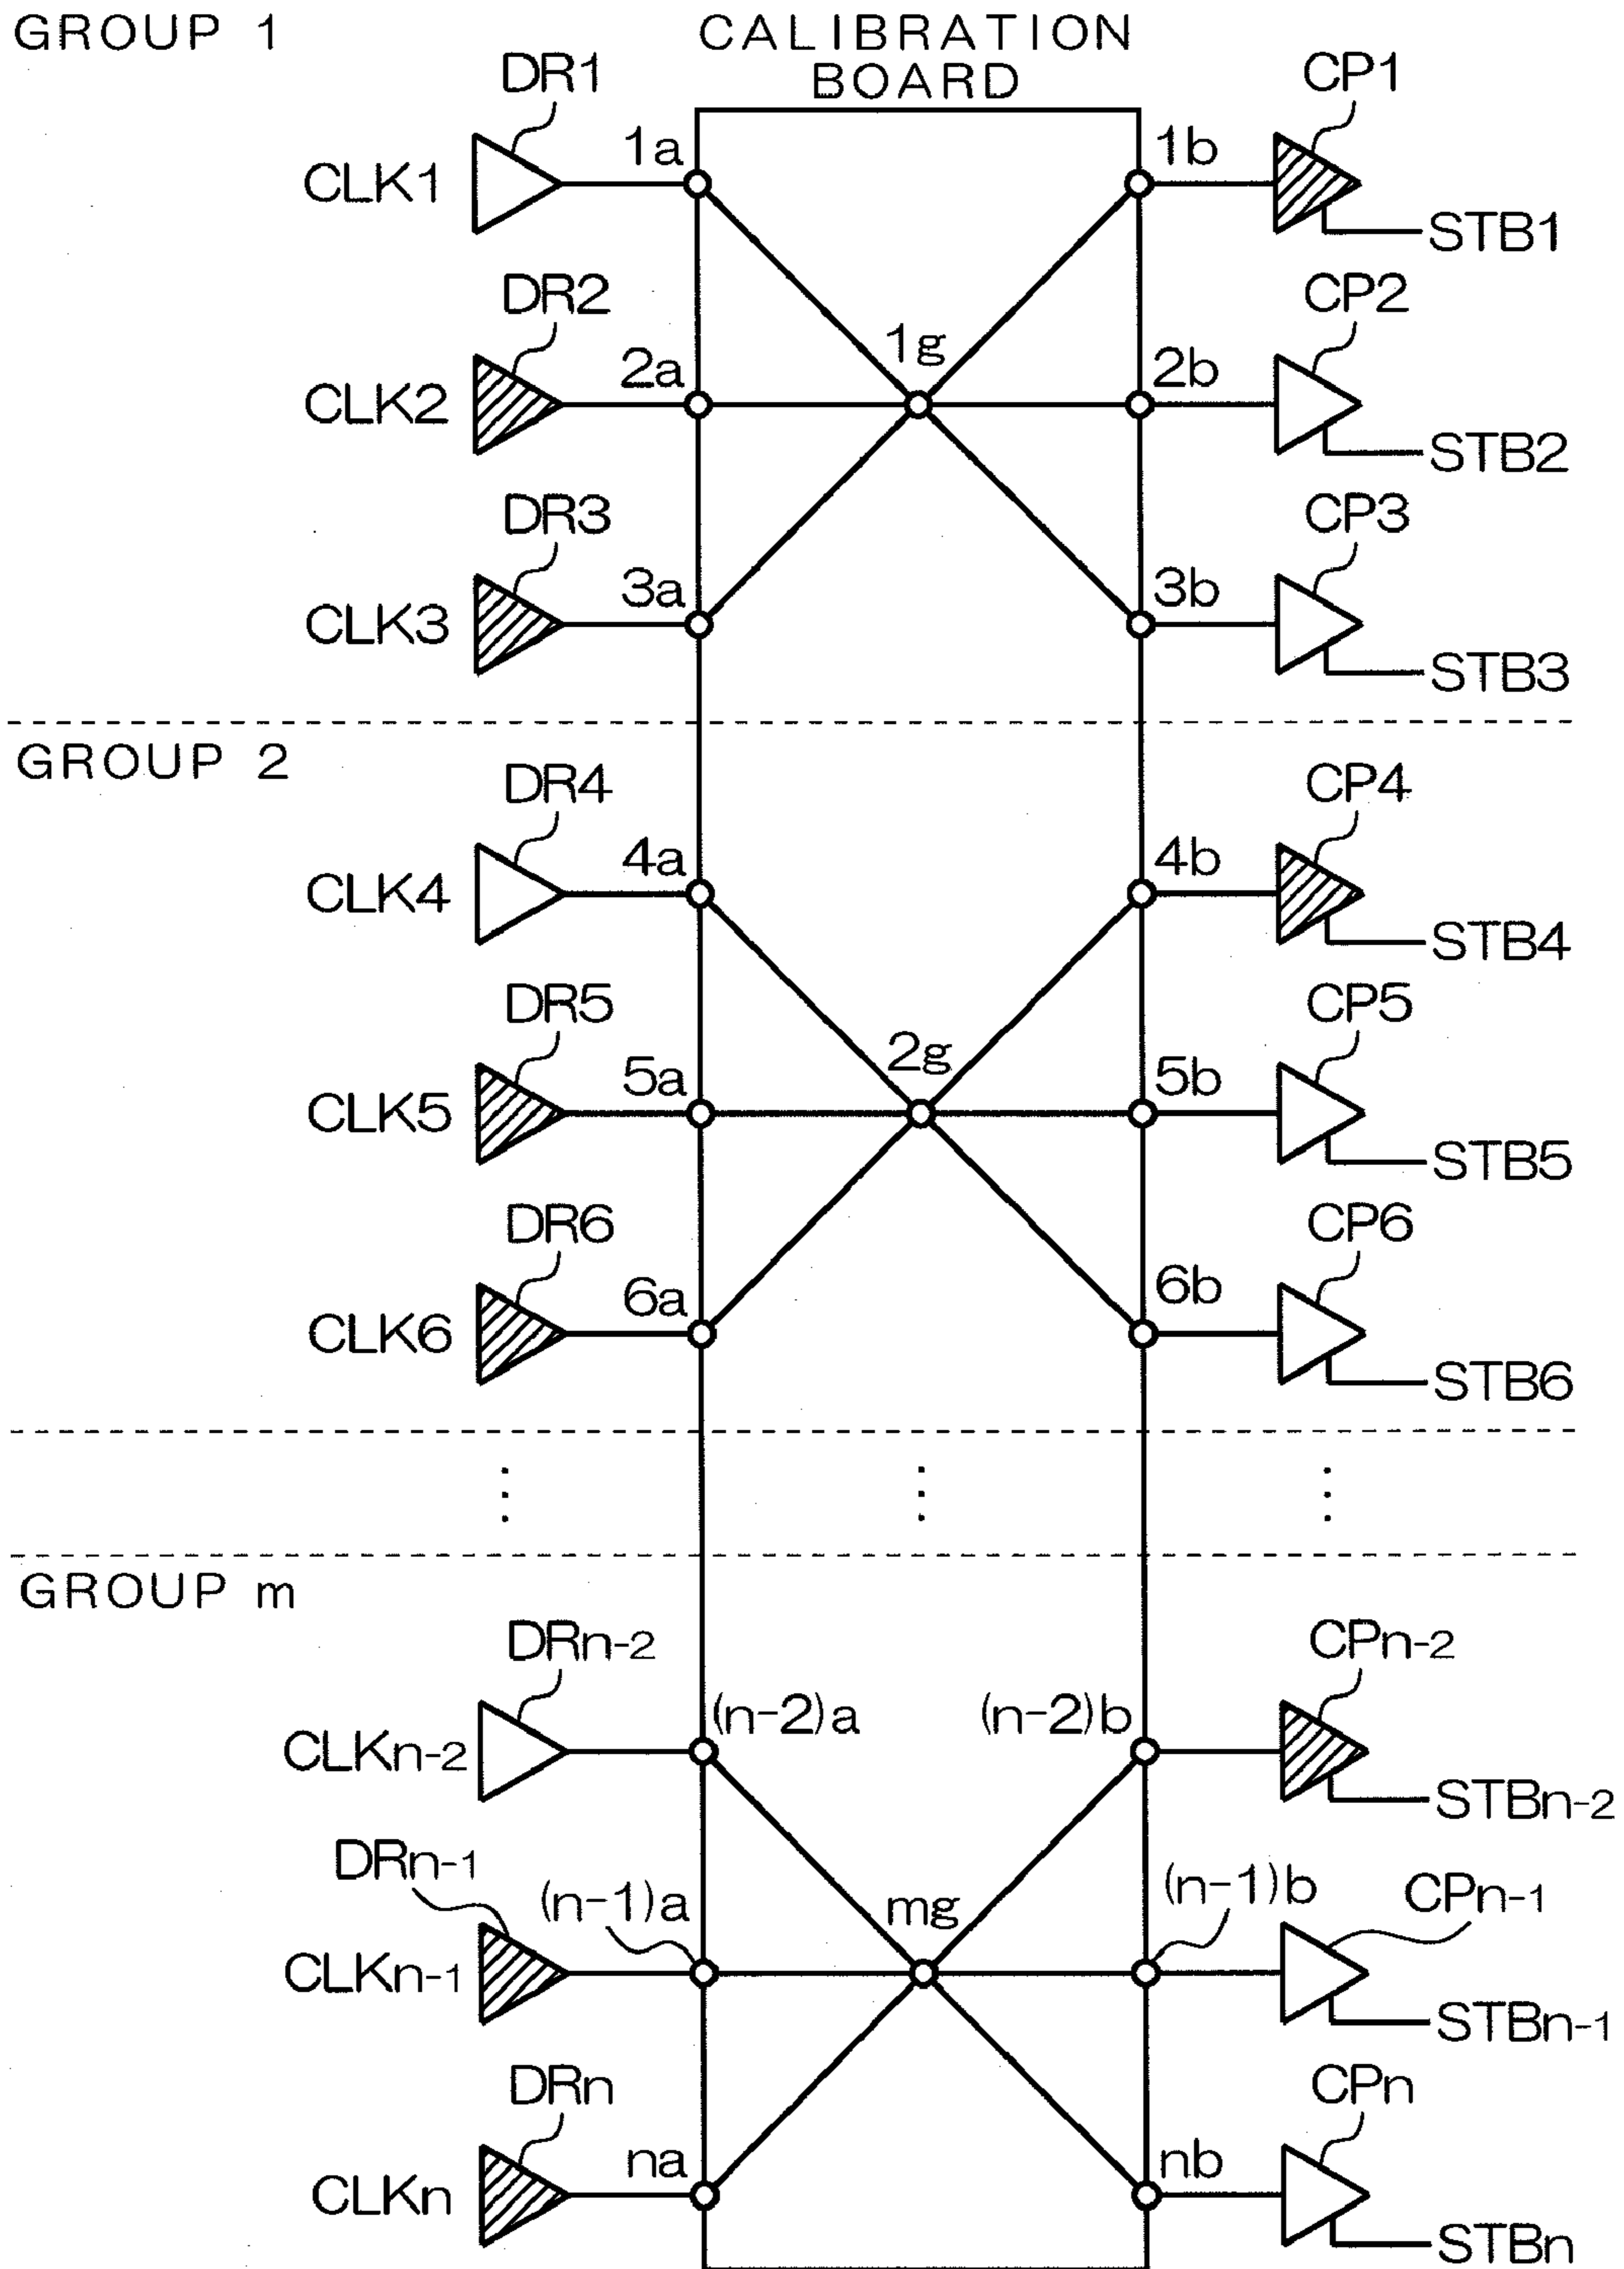 GROUP 1
CALIBRATION
BOARD
DR1
CP1
1a
1b
CLK1
STB1
DR2
CP2
1g
2a
2b
CLK2
STB2
DR3
CP3
3a
3b
CLK3
STB3
GROUP 2
DR4
CP4
4a
4b
CLK4
STB4
DR5
CP5
2g
5a
5b
CLK5
STB5
DR6
CP6
6a
6b
CLK6
STB6
GROUP m
DRn-2
CPn-2
(n-2)a
(n-2)b
CLKn-2
STBn-2
DRn-1
(n-1)a
mg
(n-1)b
CPn-1
CLKn-1
STBn-1
DRn
CPn
na
nb
CLKn
STBn